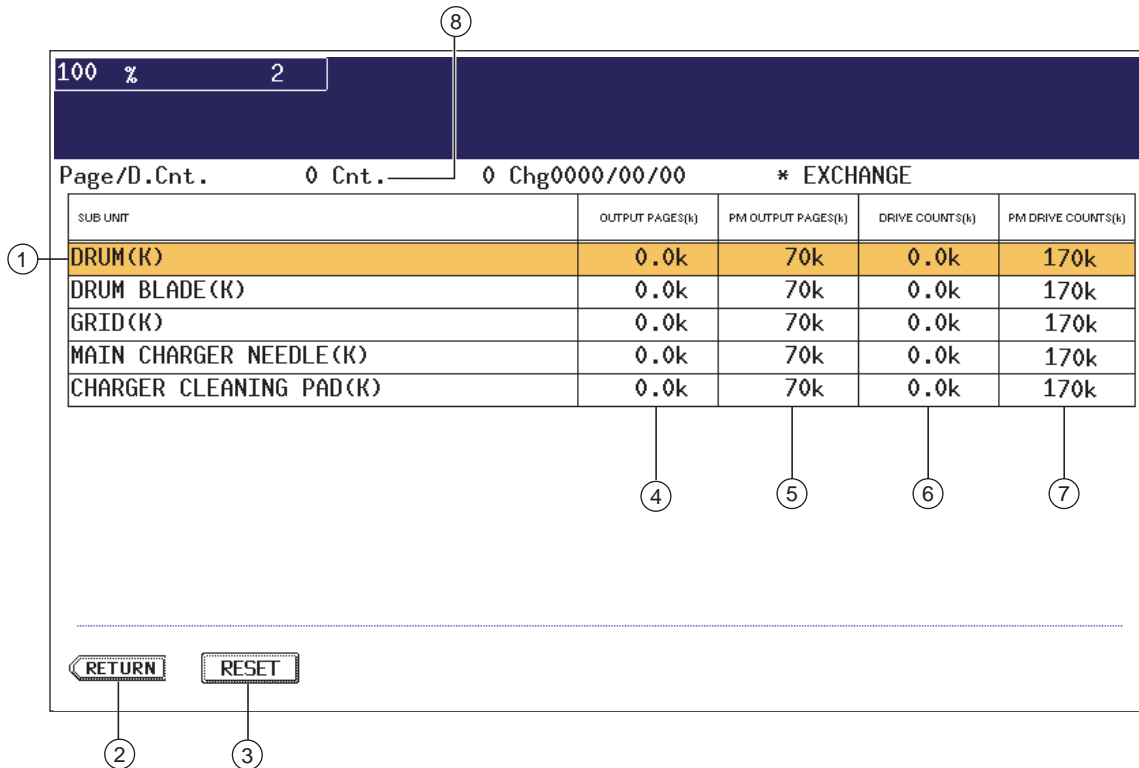 8
100 % 2
Page/D.Cnt. 0 Cnt. 0 Chg0000/00/00 * EXCHANGE
SUB UNIT OUTPUT PAGES(k) PM OUTPUT PAGES(k) DRIVE COUNTS(k) PM DRIVE COUNTS(k)
1 DRUM(K) 0.0k 70k 0.0k 170k
DRUM BLADE(K) 0.0k 70k 0.0k 170k
GRID(K) 0.0k 70k 0.0k 170k
MAIN CHARGER NEEDLE(K) 0.0k 70k 0.0k 170k
CHARGER CLEANING PAD(K) 0.0k 70k 0.0k 170k
4 5 6 7
RETURN RESET
2 3